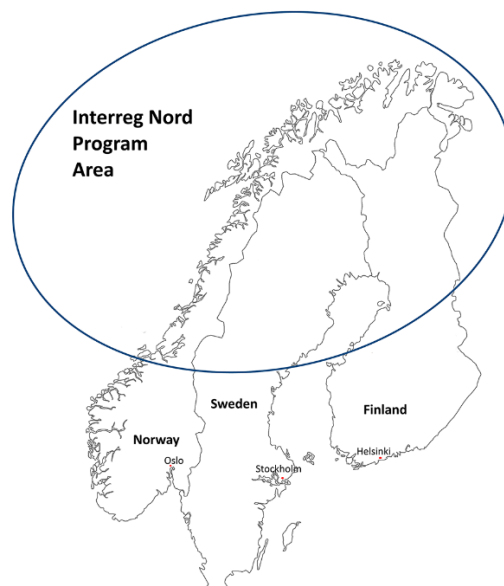 Interreg Nord
Program
Area
Sweden
Finland
Norway
Oslo
Stockholm
Helsinki